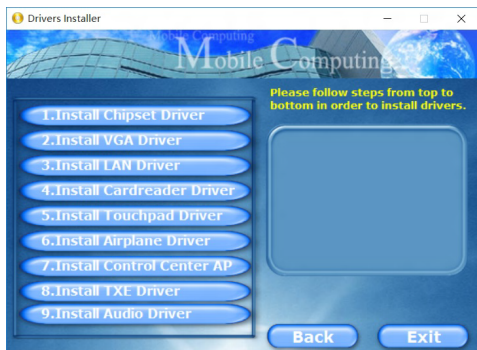 Drivers Installer
Mobile Computing
Mobile Computing
Please follow steps from top to
bottom in order to install drivers.
1.Install Chipset Driver
2.Install VGA Driver
3.Install LAN Driver
4.Install Cardreader Driver
5.Install Touchpad Driver
6.Install Airplane Driver
7.Install Control Center AP
8.Install TXE Driver
9.Install Audio Driver
Back
Exit